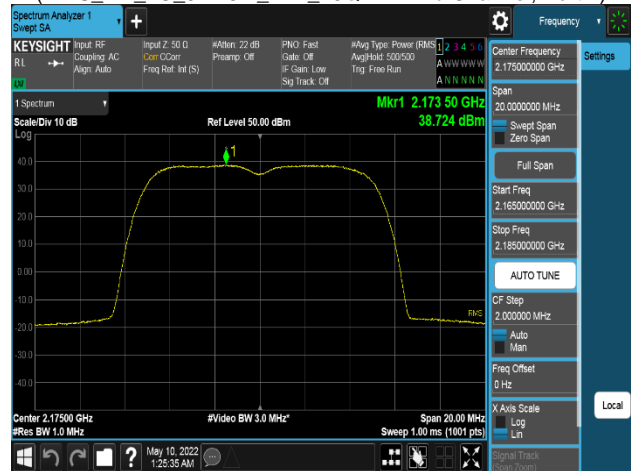 Spectrum Analyzer 1
Swept SA
Frequency
KEYSIGHT
RL
LM
Input: RF
Coupling: AC
Align: Auto
Input Z: 50 Ω
Corr CCorr
Freq Ref: Int (S)
#Atten: 22 dB
Preamp: Off
PNO: Fast
Gate: Off
IF Gain: Low
Sig Track: Off
#Avg Type: Power (RMS
Avg|Hold: 500/500
Trig: Free Run
1 2 3 4 5 6
A W W W W W
A N N N N N
Center Frequency
2.175000000 GHz
Settings
Span
20.0000000 MHz
Swept Span
Zero Span
Full Span
Start Freq
2.165000000 GHz
Stop Freq
2.185000000 GHz
AUTO TUNE
CF Step
2.000000 MHz
Auto
Man
Freq Offset
0 Hz
X Axis Scale
Log
Lin
Local
Signal Track
(Span Zoom)
1 Spectrum
Scale/Div 10 dB
Ref Level 50.00 dBm
Mkr1 2.173 50 GHz
38.724 dBm
Log
1
40.0
30.0
20.0
10.0
0.00
-10.0
-20.0
-30.0
-40.0
RMS
Center 2.17500 GHz
#Video BW 3.0 MHz*
Span 20.00 MHz
#Res BW 1.0 MHz
Sweep 1.00 ms (1001 pts)
?
May 10, 2022
1:25:35 AM